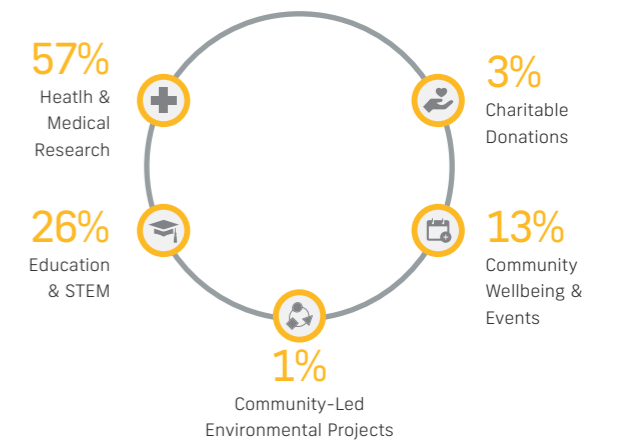 57%
Heatlh &
Medical
Research
3%
Charitable
Donations
26%
Education
& STEM
13%
Community
Wellbeing &
Events
1%
Community-Led
Environmental Projects